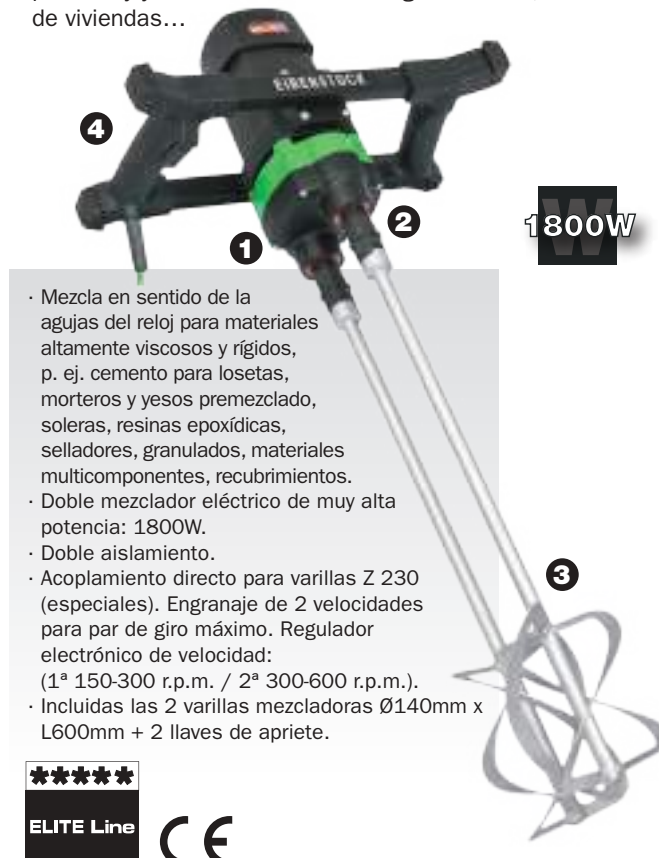 de viviendas...
EIBENSTOCK
4
2
1
1800W
· Mezcla en sentido de la
agujas del reloj para materiales
altamente viscosos y rígidos,
p. ej. cemento para losetas,
morteros y yesos premezclado,
soleras, resinas epoxídicas,
selladores, granulados, materiales
multicomponentes, recubrimientos.
· Doble mezclador eléctrico de muy alta
potencia: 1800W.
· Doble aislamiento.
· Acoplamiento directo para varillas Z 230
(especiales). Engranaje de 2 velocidades
para par de giro máximo. Regulador
electrónico de velocidad:
(1ª 150-300 r.p.m. / 2ª 300-600 r.p.m.).
· Incluidas las 2 varillas mezcladoras Ø140mm x
L600mm + 2 llaves de apriete.
3
*****
ELITE Line
CE